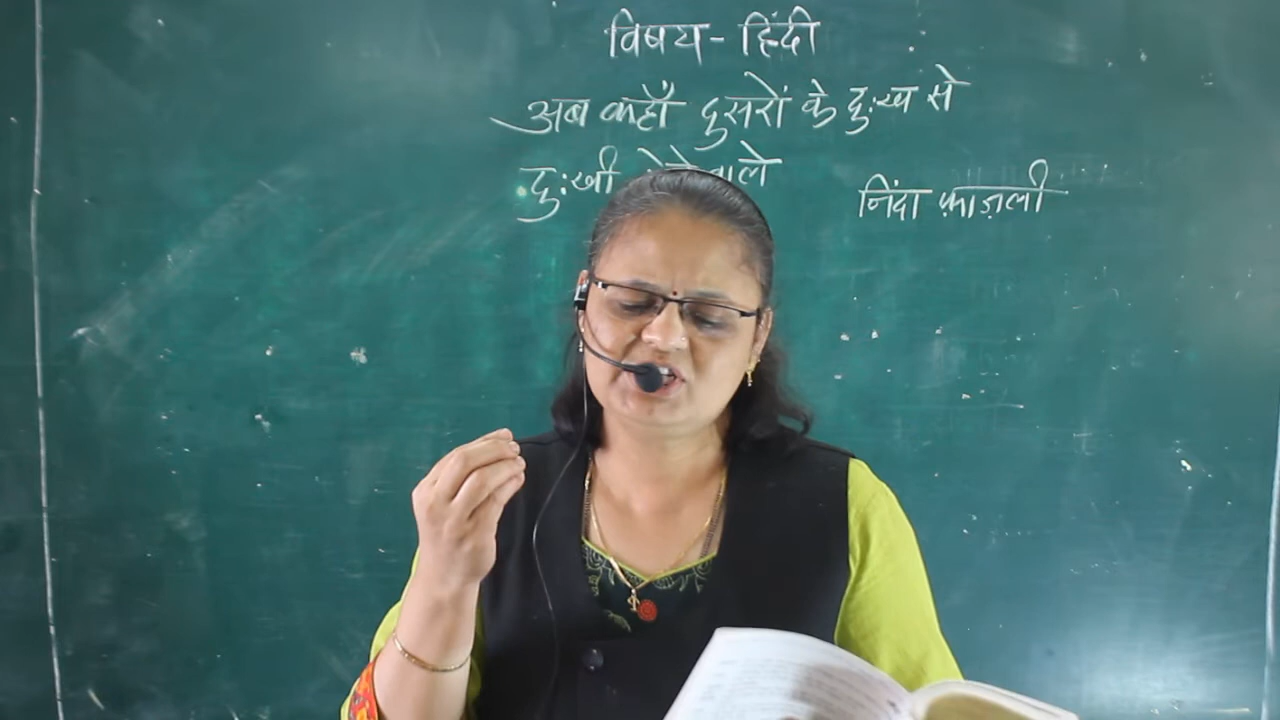 विषय - हिंदी
अब कहाँ दुसरों के दुःख से
दुःखी
निंदा फ़ाज़ली